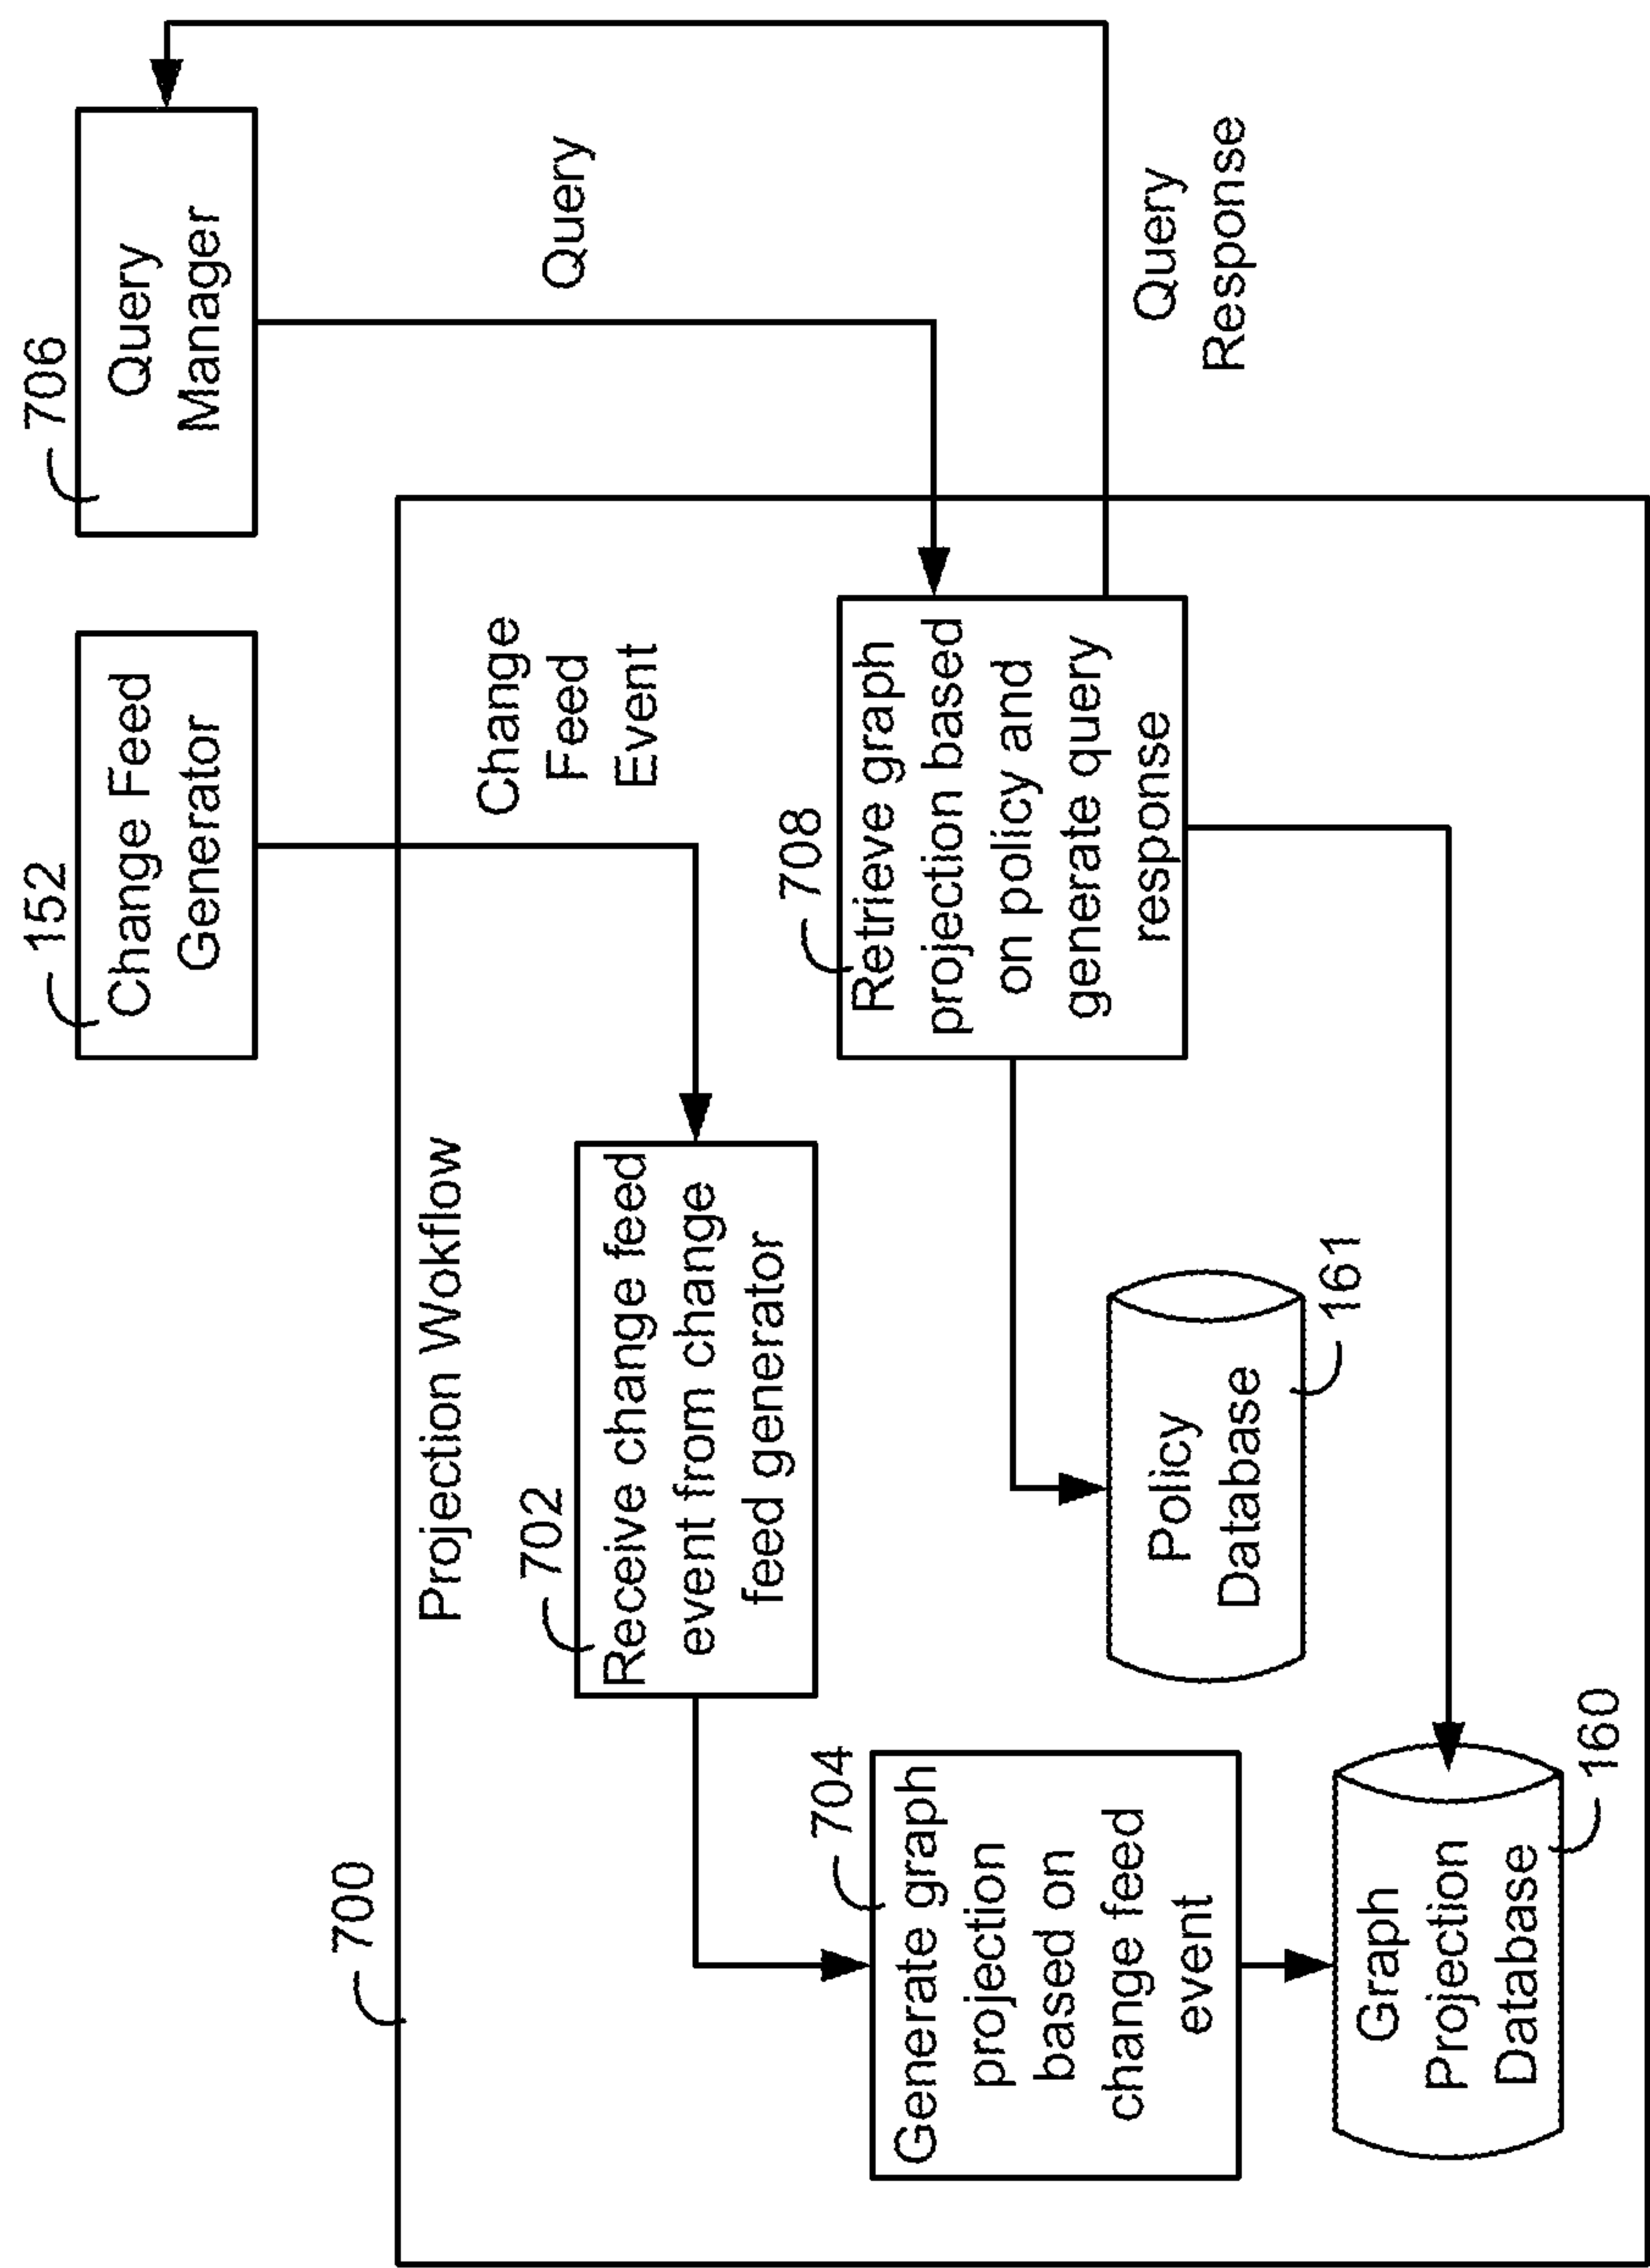 700
152
Change Feed
Generator
706
Query
Manager
Projection Wokflow
Change
Feed
Event
Query
702
Receive change feed
event from change
feed generator
704
Generate graph
projection
based on
change feed
event
708
Retrieve graph
projection based
on policy and
generate query
response
Query
Response
Policy
Database
161
Graph
Projection
Database
160